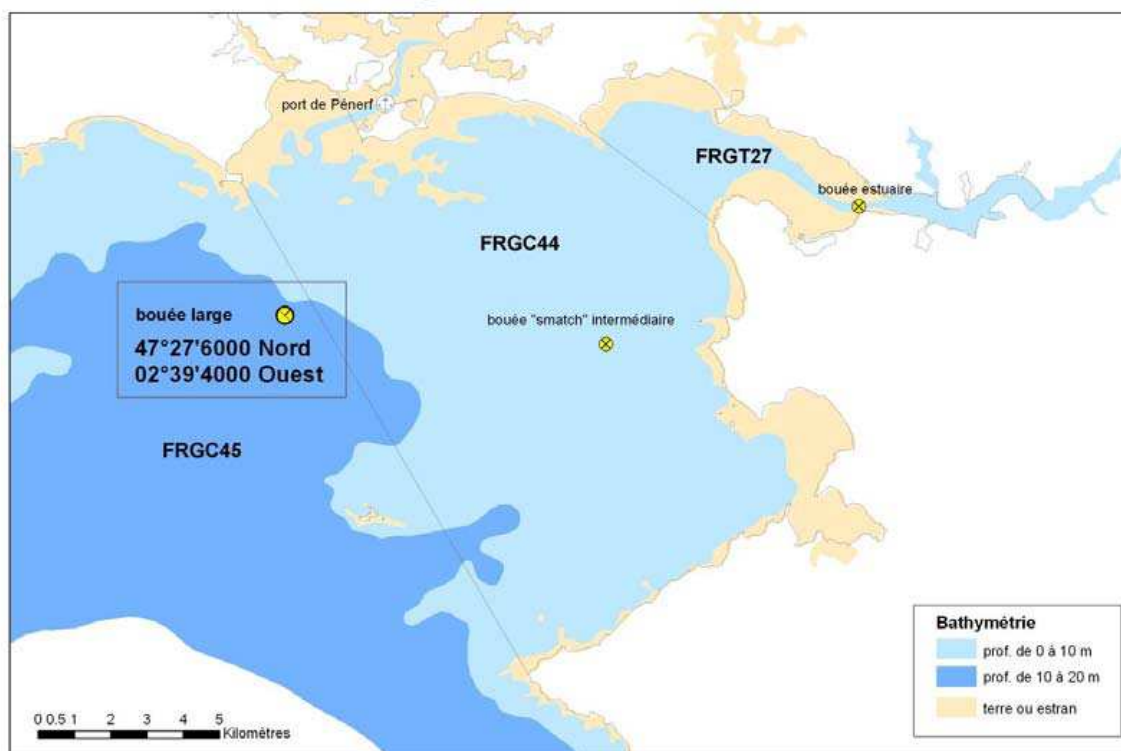 port de Pénerf
FRGT27
bouée estuaire
FRGC44
bouée large
47°27'6000 Nord
02°39'4000 Ouest
bouée "smatch" intermédiaire
FRGC45
Bathymétrie
prof. de 0 à 10 m
prof. de 10 à 20 m
terre ou estran
0 0.5 1 2 3 4 5
Kilomètres